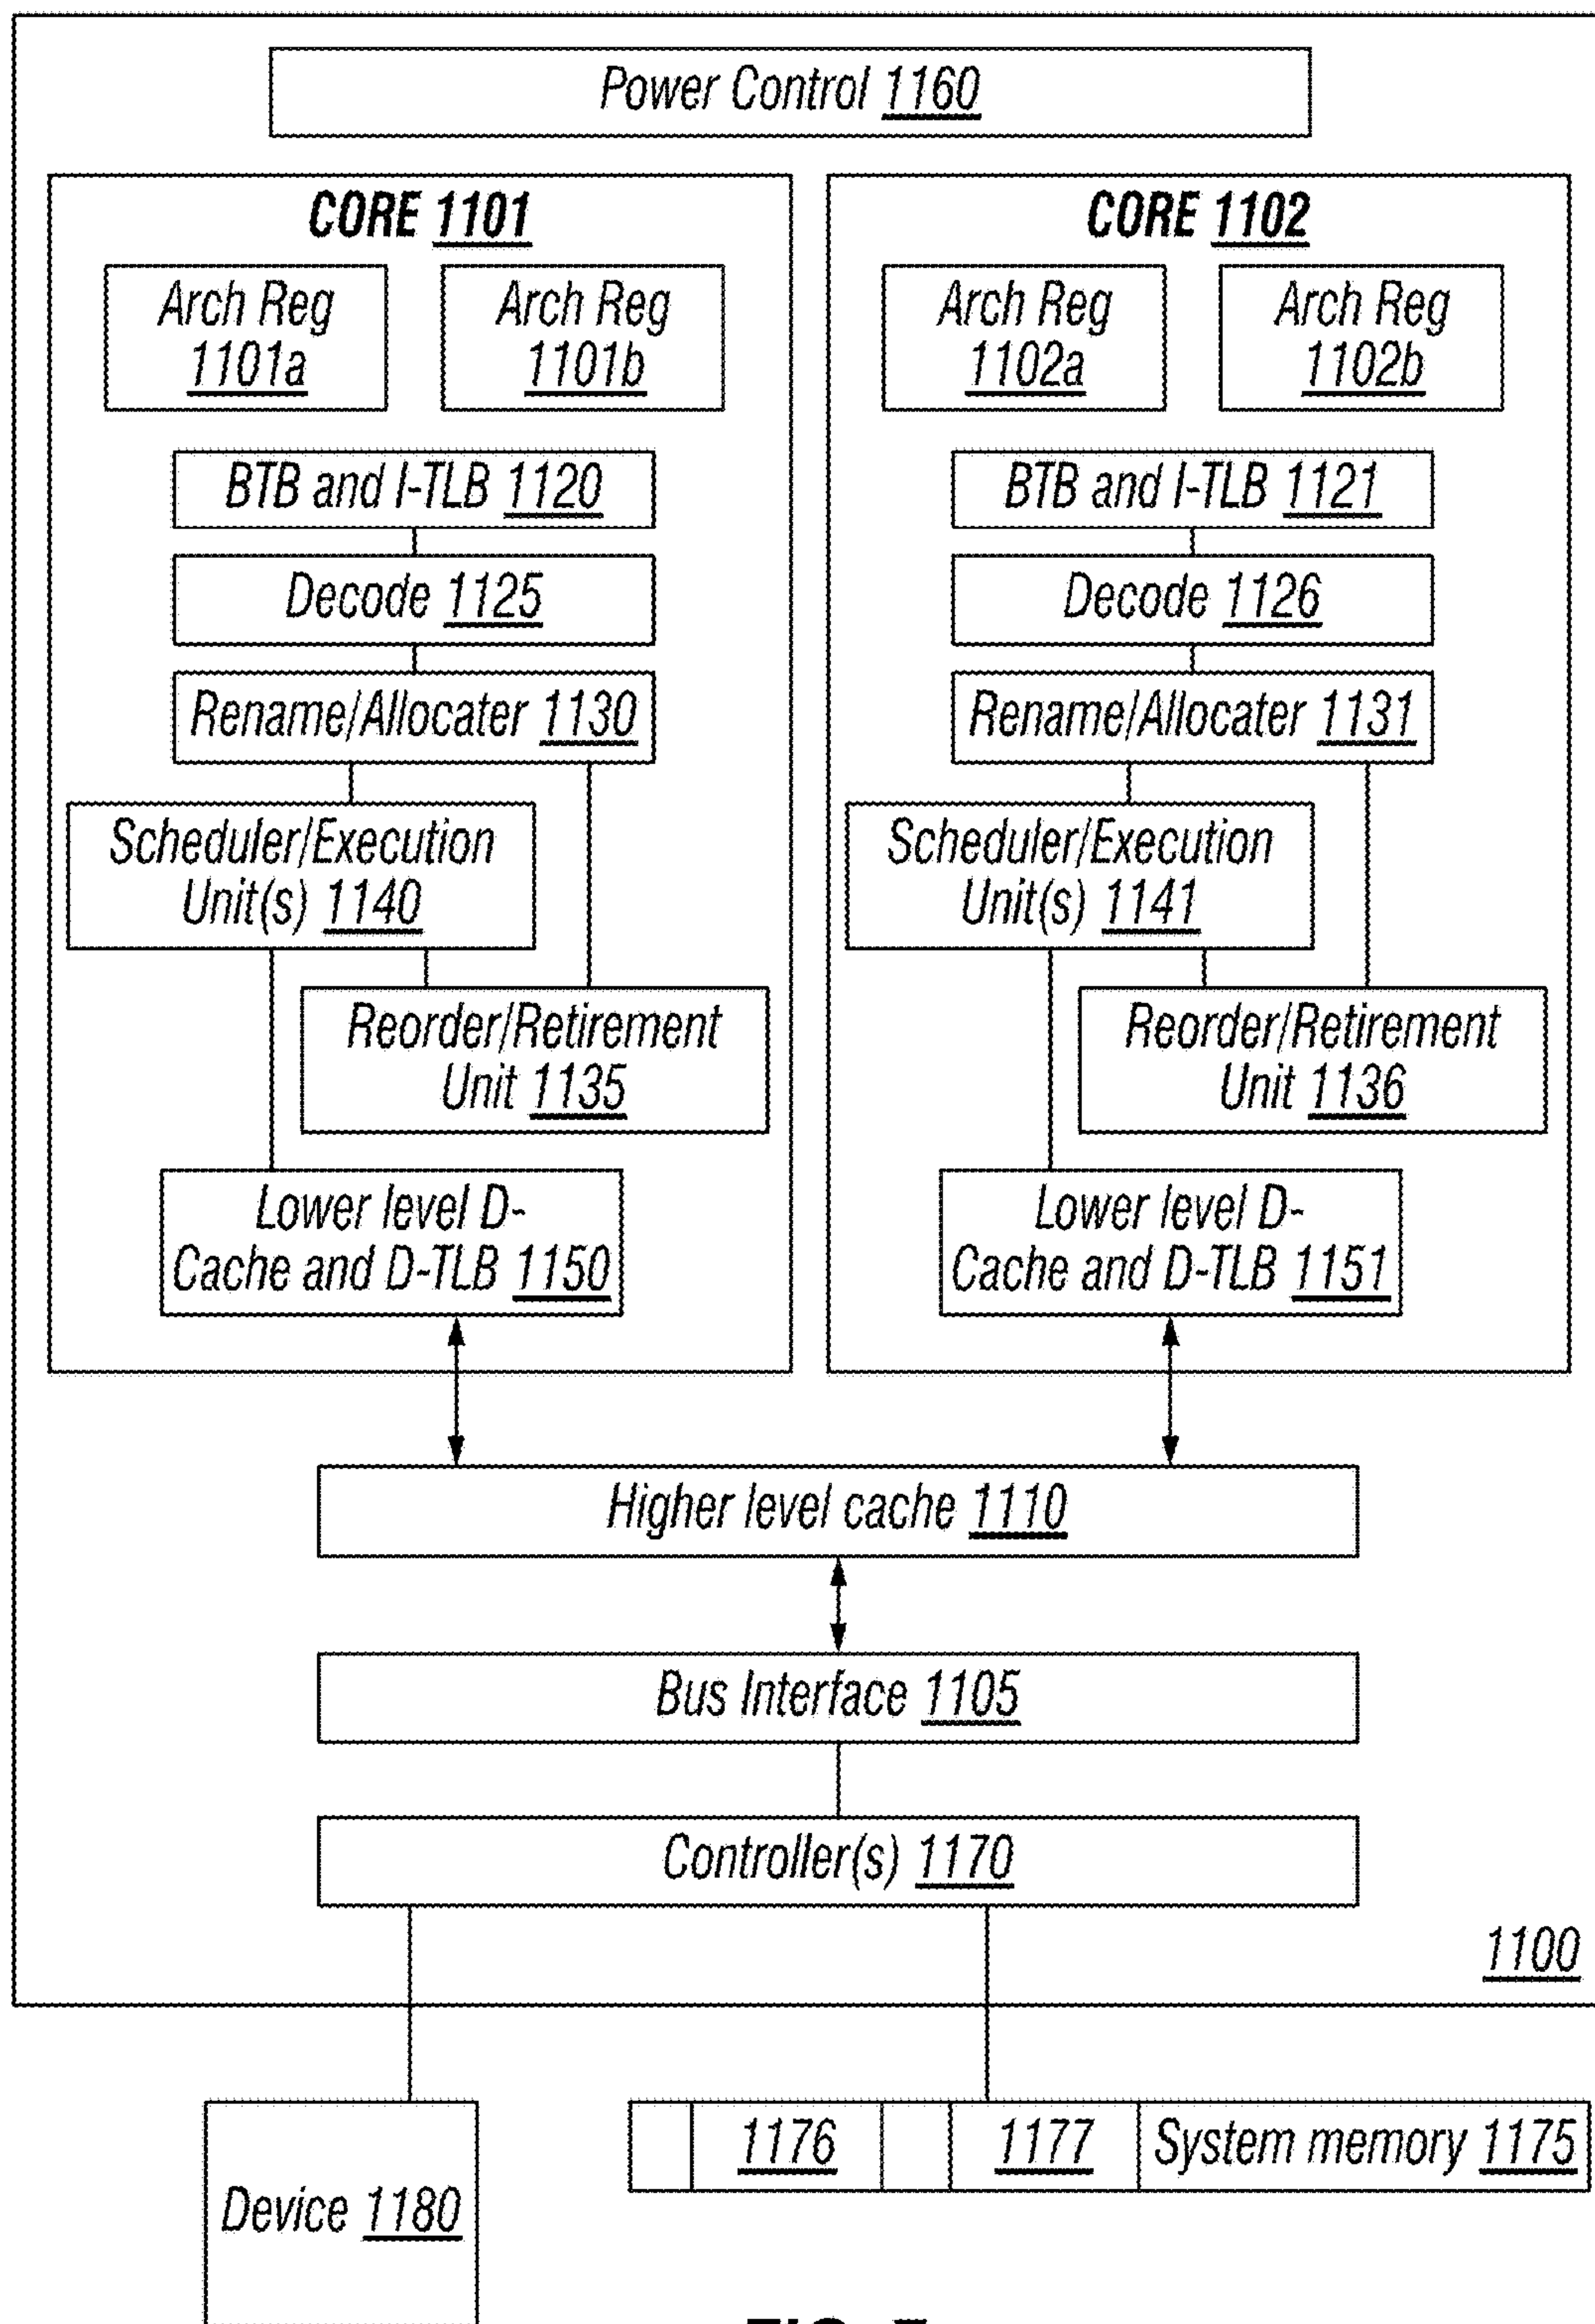 Power Control 1160
CORE 1101
Arch Reg
1101a
Arch Reg
1101b
BTB and I-TLB 1120
Decode 1125
Rename/Allocater 1130
Scheduler/Execution
Unit(s) 1140
Reorder/Retirement
Unit 1135
Lower level D-
Cache and D-TLB 1150
CORE 1102
Arch Reg
1102a
Arch Reg
1102b
BTB and I-TLB 1121
Decode 1126
Rename/Allocater 1131
Scheduler/Execution
Unit(s) 1141
Reorder/Retirement
Unit 1136
Lower level D-
Cache and D-TLB 1151
Higher level cache 1110
Bus Interface 1105
Controller(s) 1170
1100
Device 1180
1176
1177
System memory 1175